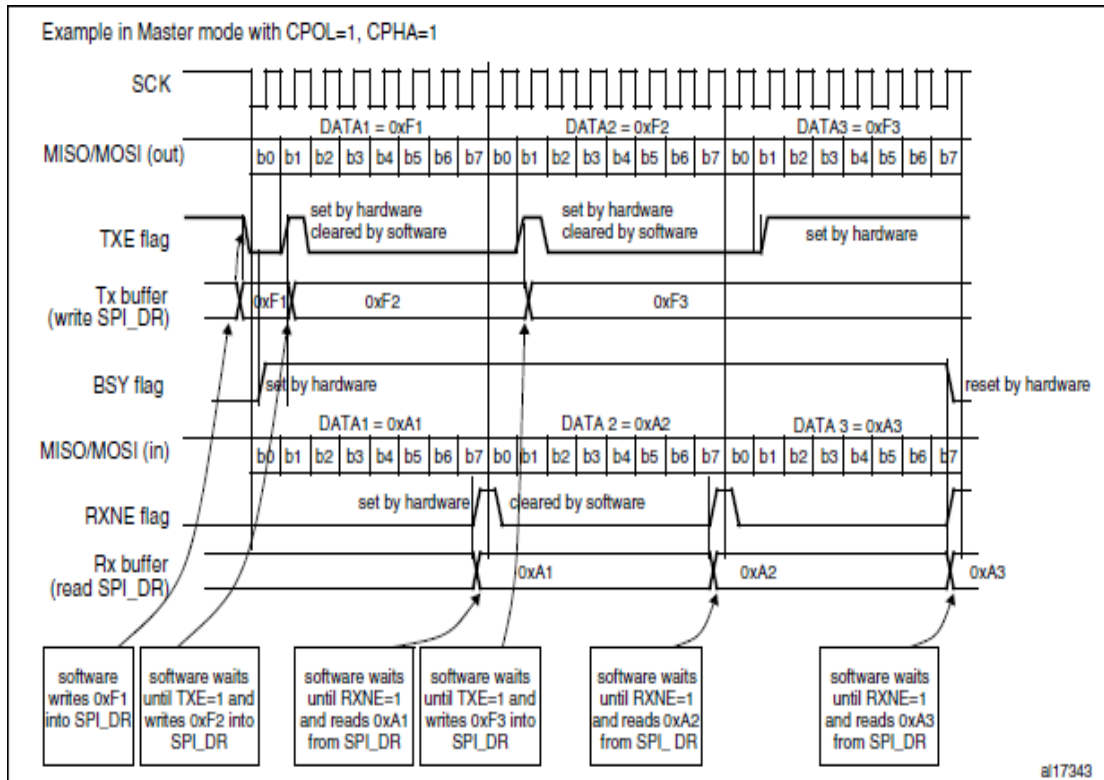 Example in Master mode with CPOL=1, CPHA=1
SCK
DATA1 = 0xF1 DATA2 = 0xF2 DATA3 = 0xF3
MISO/MOSI (out) b0 b1 b2 b3 b4 b5 b6 b7 b0 b1 b2 b3 b4 b5 b6 b7 b0 b1 b2 b3 b4 b5 b6 b7
set by hardware set by hardware
cleared by software cleared by software
TXE flag set by hardware
Tx buffer 0xF1 0xF2 0xF3
(write SPI_DR)
BSY flag set by hardware reset by hardware
DATA1 = 0xA1 DATA 2 = 0xA2 DATA 3 = 0xA3
MISO/MOSI (in) b0 b1 b2 b3 b4 b5 b6 b7 b0 b1 b2 b3 b4 b5 b6 b7 b0 b1 b2 b3 b4 b5 b6 b7
set by hardware cleared by software
RXNE flag
Rx buffer 0xA1 0xA2 0xA3
(read SPI_DR)
software
writes 0xF1
into SPI_DR
software waits
until TXE=1 and
writes 0xF2 into
SPI_DR
software waits
until RXNE=1
and reads 0xA1
from SPI_DR
software waits
until TXE=1 and
writes 0xF3 into
SPI_DR
software waits
until RXNE=1
and reads 0xA2
from SPI_ DR
software waits
until RXNE=1
and reads 0xA3
from SPI_DR
ai17343